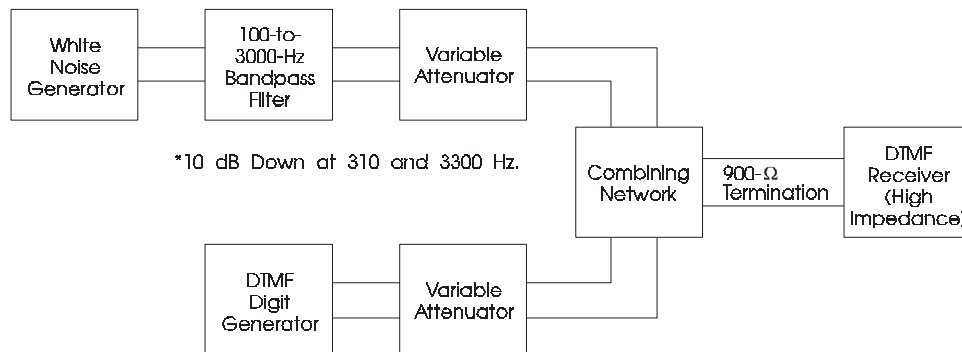 White
Noise
Generator
100-to-
3000-Hz
Bandpass
Filter
Variable
Attenuator
*10 dB Down at 310 and 3300 Hz.
Combining
Network
900-Ω
Termination
DTMF
Receiver
(High
Impedance)
DTMF
Digit
Generator
Variable
Attenuator